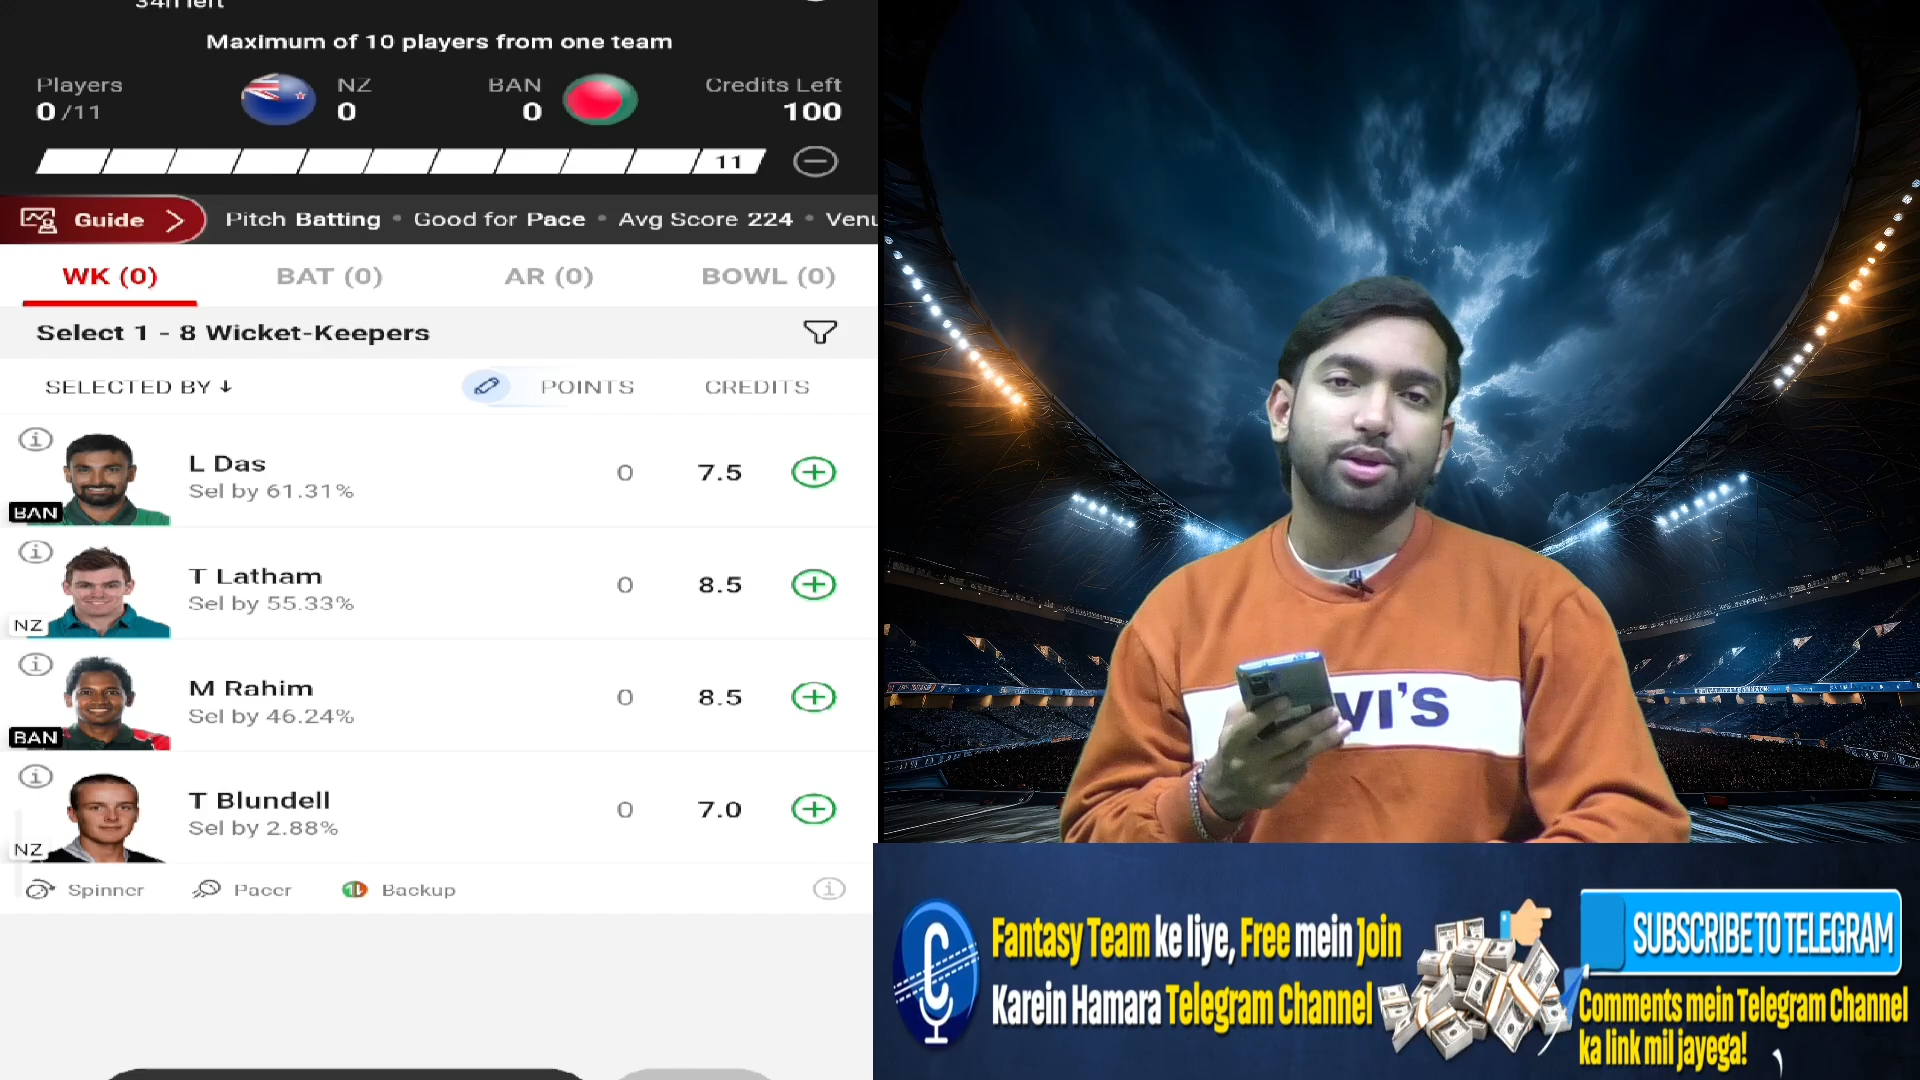 34h left
Maximum of 10 players from one team
Players NZ BAN Credits Left
0/11 0 0 100
11
Guide Pitch Batting • Good for Pace • Avg Score 224 •
WK (0) BAT (0) AR (0) BOWL (0)
Select 1 - 8 Wicket-Keepers
SELECTED BY ↓ POINTS CREDITS
L Das 0 7.5
Sel by 61.31%
BAN
T Latham 0 8.5
Sel by 55.33%
NZ
M Rahim 0 8.5
Sel by 46.24%
BAN
T Blundell 0 7.0
Sel by 2.88%
NZ
Spinner Pacer Backup
VI'S
Fantasy Team ke liye, Free mein Join
Karein Hamara Telegram Channel
SUBSCRIBE TO TELEGRAM
Comments mein Telegram Channel
ka link mil jayega!